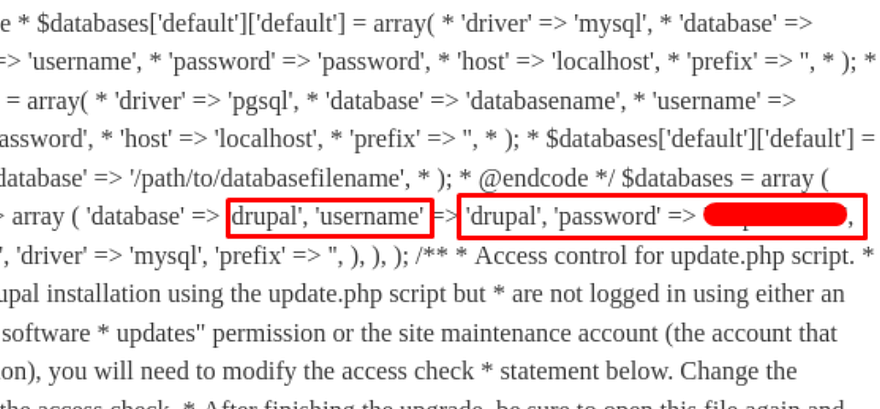 e * $databases['default']['default'] = array( * 'driver' => 'mysql', * 'database' =>
=> 'username', * 'password' => 'password', * 'host' => 'localhost', * 'prefix' => '', * ); *
= array( * 'driver' => 'pgsql', * 'database' => 'databasename', * 'username' =>
assword', * 'host' => 'localhost', * 'prefix' => '', * ); * $databases['default']['default'] =
database' => '/path/to/databasefilename', * ); * @endcode */ $databases = array (
> array ( 'database' => drupal', 'username' => 'drupal', 'password' => ,
', 'driver' => 'mysql', 'prefix' => '', ), ), ); /** * Access control for update.php script. *
upal installation using the update.php script but * are not logged in using either an
software * updates" permission or the site maintenance account (the account that
on), you will need to modify the access check * statement below. Change the
the access check. * After finishing the upgrade, be sure to open this file again and